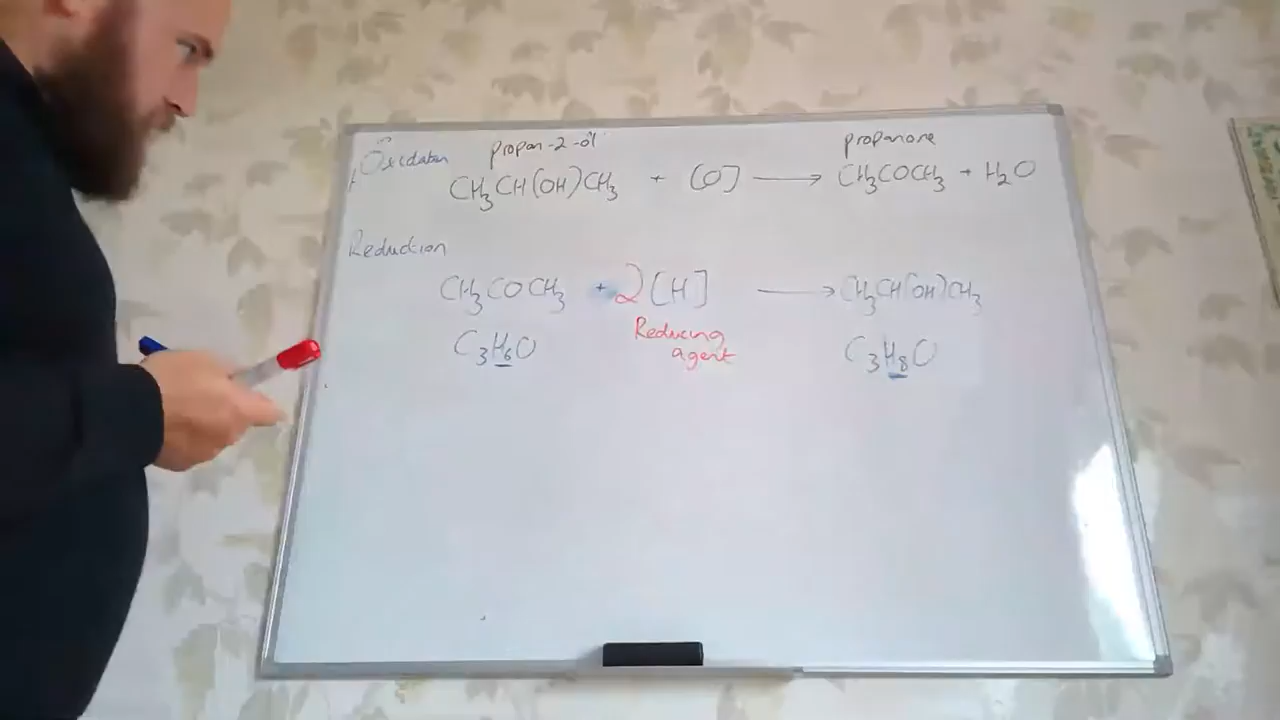 Oxidation propan-2-ol propanone
CH₃CH(OH)CH₃ + [O] ⟶ CH₃COCH₃ + H₂O
Reduction
CH₃COCH₃ + 2[H] ⟶ CH₃CH(OH)CH₃
Reducing
agent
C₃H₆O C₃H₈O